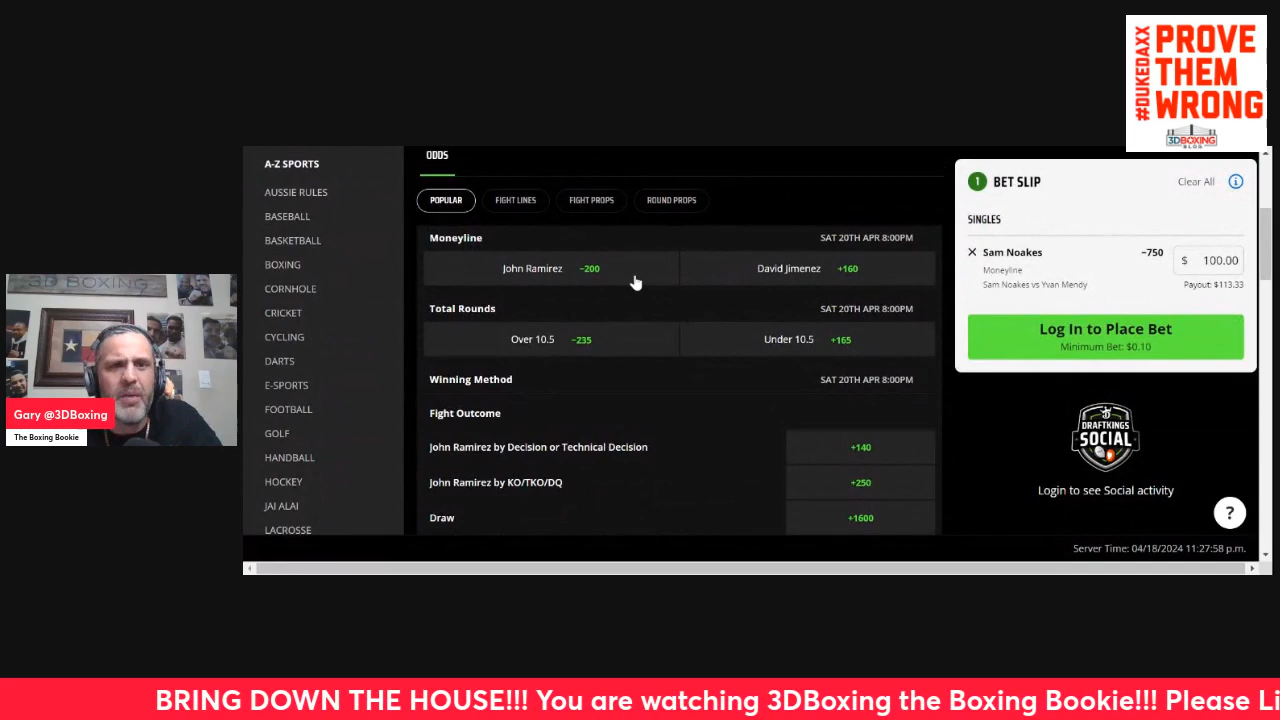 #DUKEDAXX
PROVE
THEM
WRONG
3DBOXING
BLOG
A-Z SPORTS
AUSSIE RULES
BASEBALL
BASKETBALL
BOXING
CORNHOLE
CRICKET
CYCLING
DARTS
E-SPORTS
FOOTBALL
GOLF
HANDBALL
HOCKEY
JAI ALAI
LACROSSE
ODDS
POPULAR FIGHT LINES FIGHT PROPS ROUND PROPS
Moneyline SAT 20TH APR 8:00PM
John Ramirez −200 David Jimenez +160
Total Rounds SAT 20TH APR 8:00PM
Over 10.5 −235 Under 10.5 +165
Winning Method SAT 20TH APR 8:00PM
Fight Outcome
John Ramirez by Decision or Technical Decision +140
John Ramirez by KO/TKO/DQ +250
Draw +1600
1 BET SLIP Clear All
SINGLES
Sam Noakes −750 $ 100.00
Moneyline
Sam Noakes vs Yvan Mendy Payout: $113.33
Log In to Place Bet
Minimum Bet: $0.10
DRAFTKINGS
SOCIAL
Login to see Social activity
?
Server Time: 04/18/2024 11:27:58 p.m.
3D BOXING
Gary @3DBoxing
The Boxing Bookie
BRING DOWN THE HOUSE!!! You are watching 3DBoxing the Boxing Bookie!!! Please Li